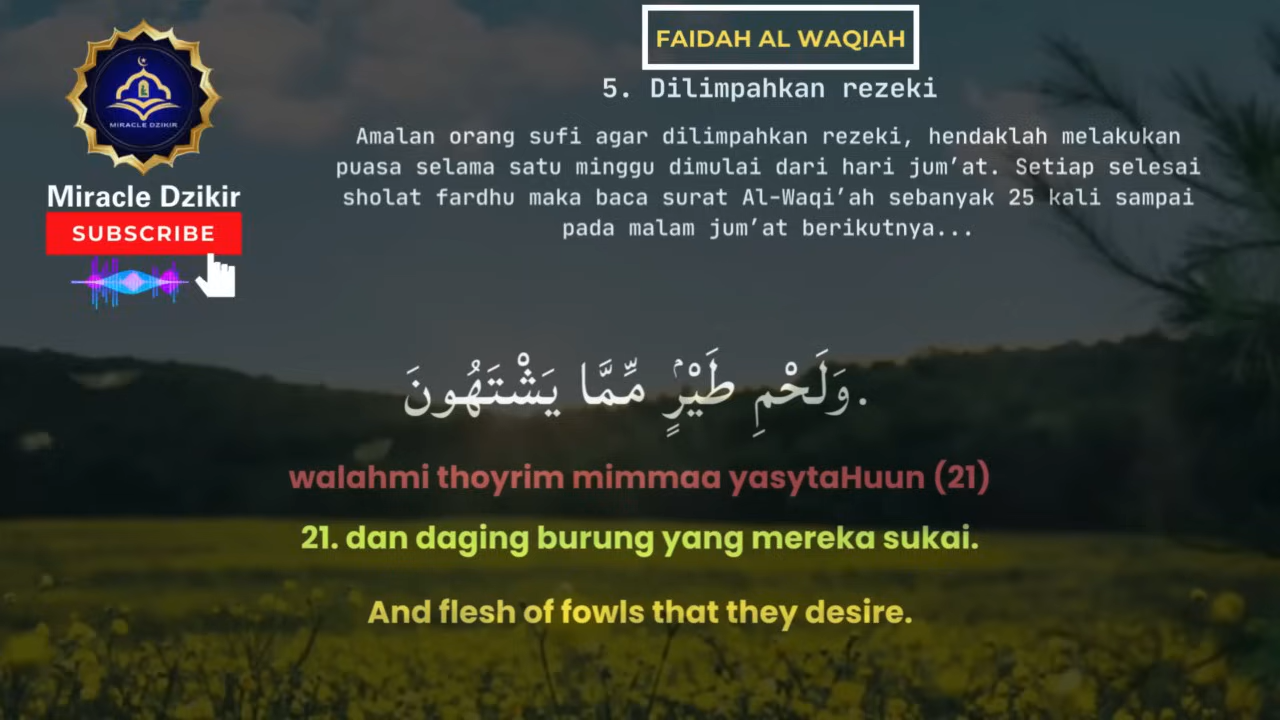 FAIDAH AL WAQIAH
5. Dilimpahkan rezeki
Amalan orang sufi agar dilimpahkan rezeki, hendaklah melakukan
puasa selama satu minggu dimulai dari hari jum’at. Setiap selesai
sholat fardhu maka baca surat Al-Waqi’ah sebanyak 25 kali sampai
pada malam jum’at berikutnya...
MIRACLE DZIKIR
Miracle Dzikir
SUBSCRIBE
وَلَحْمِ طَيْرٍۢ مِّمَّا يَشْتَهُونَ.
walahmi thoyrim mimmaa yasytaHuun (21)
21. dan daging burung yang mereka sukai.
And flesh of fowls that they desire.